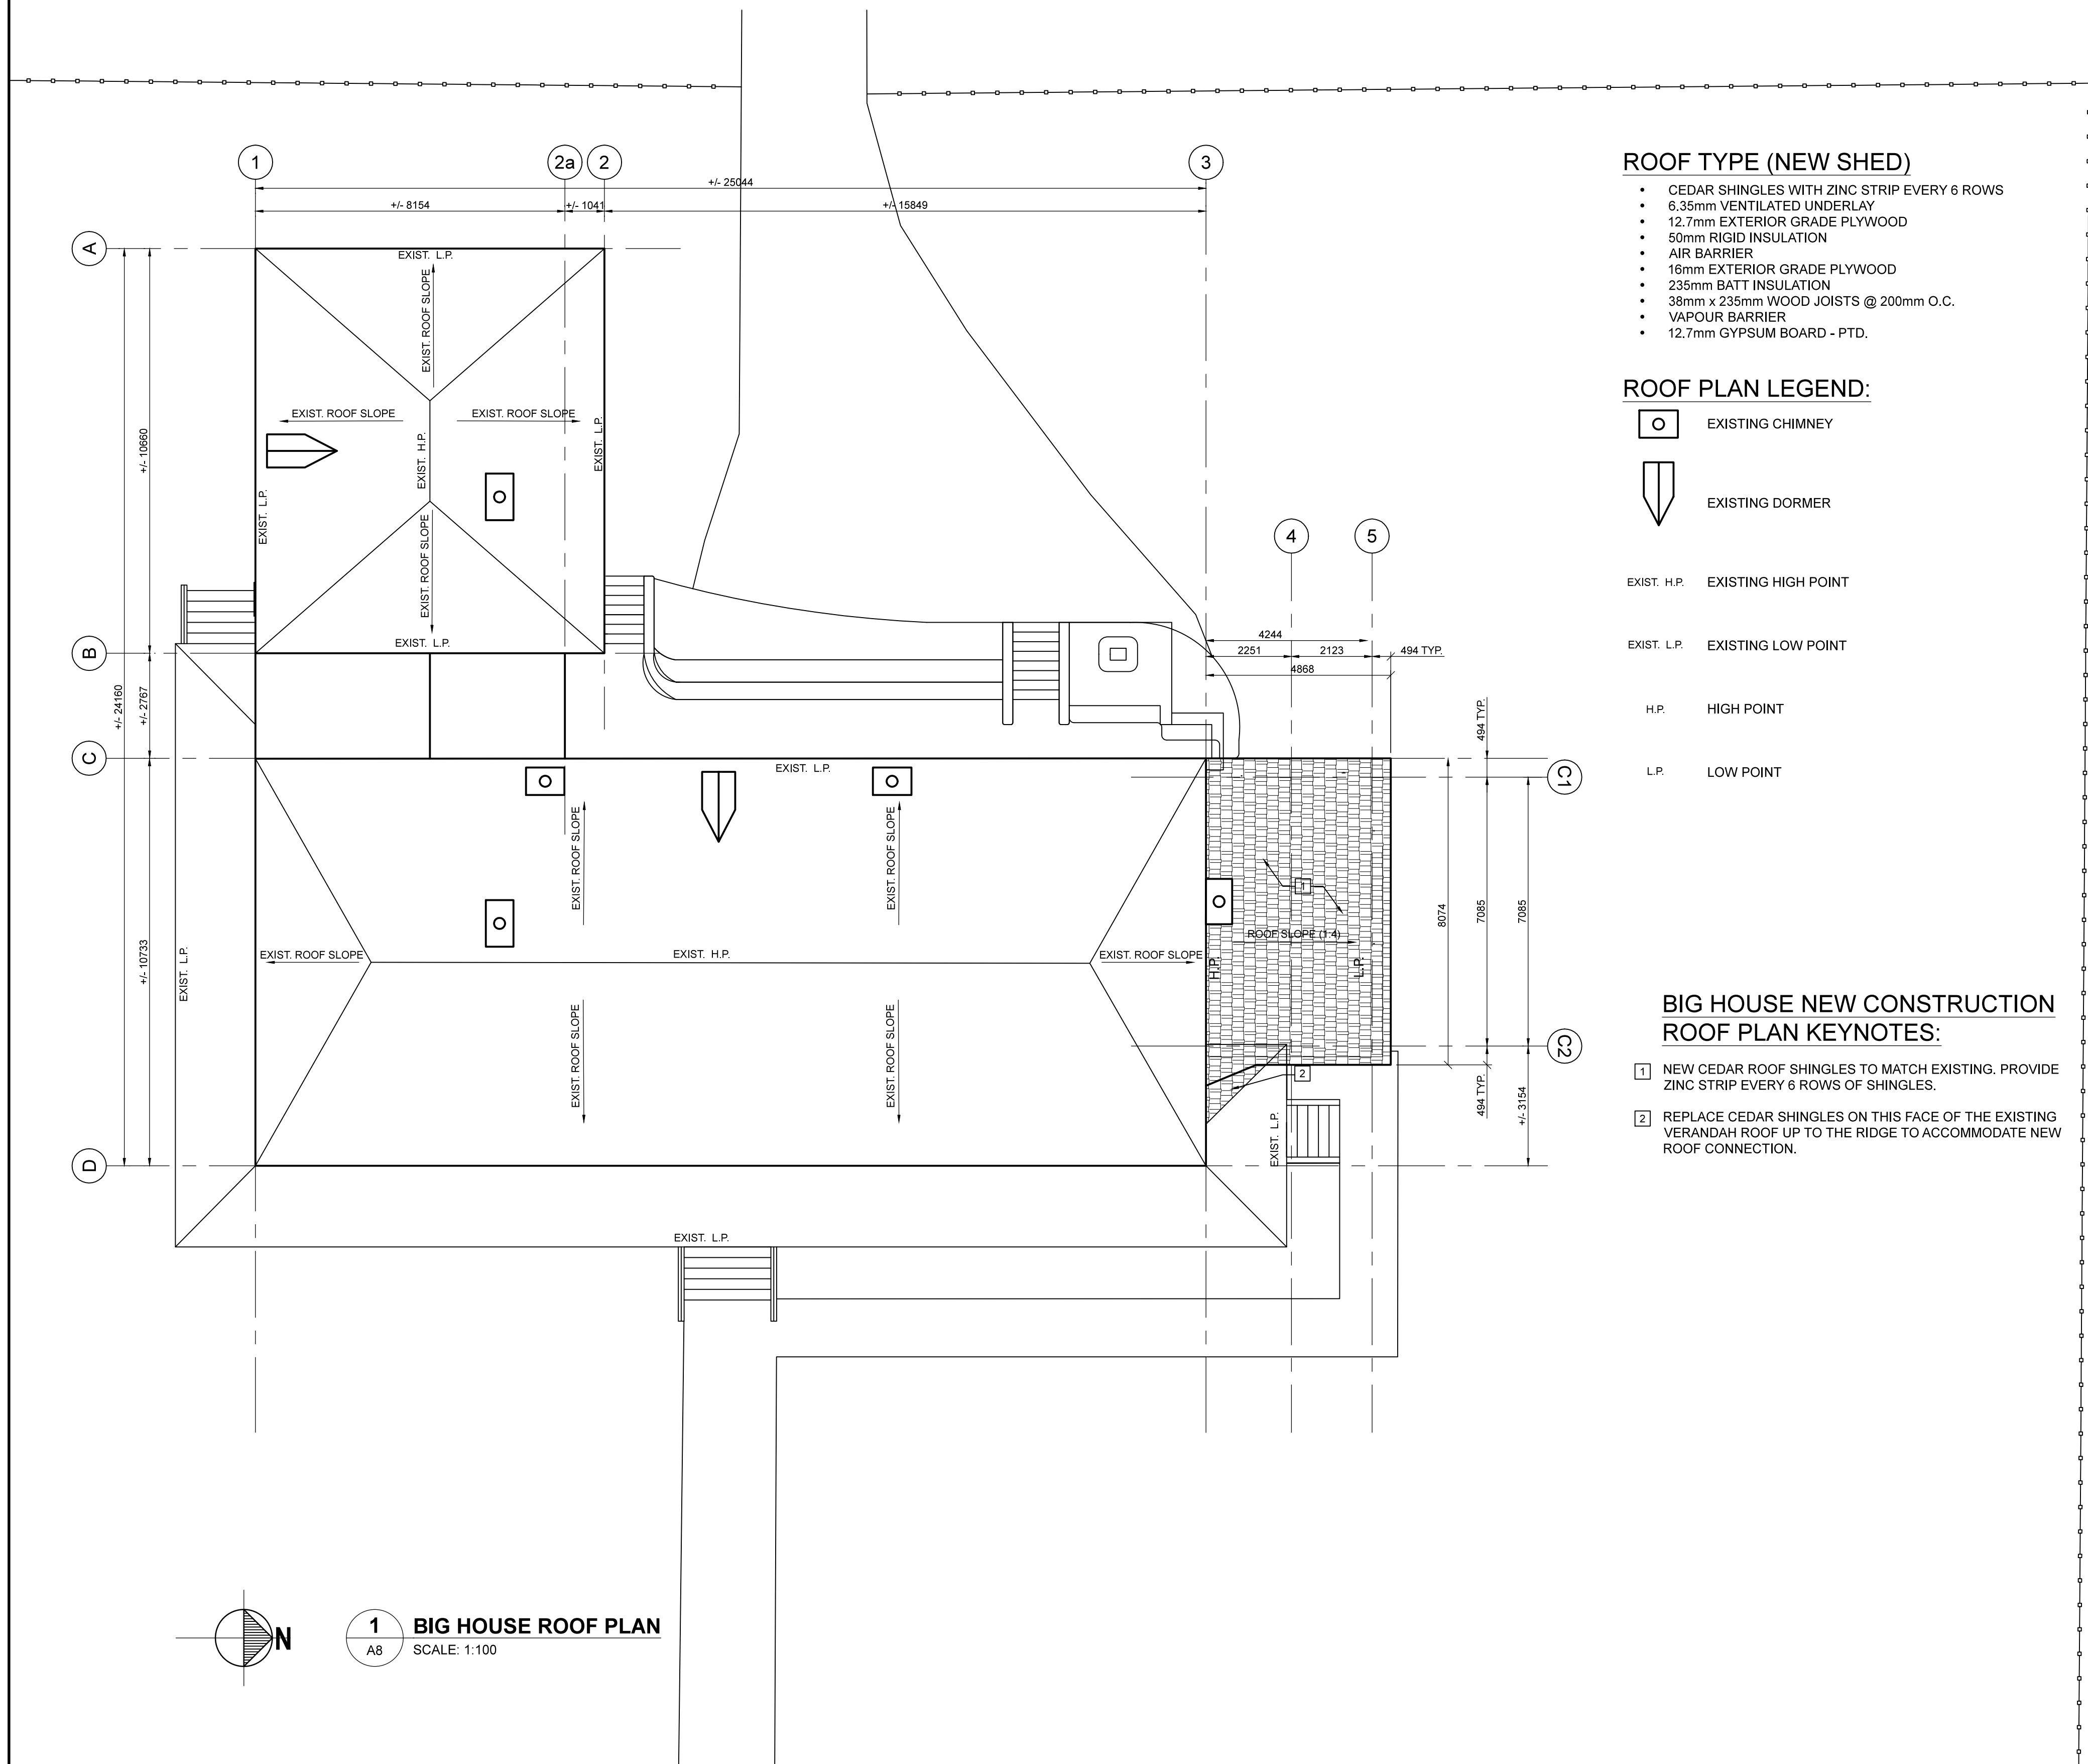 1
2a
2
3
+/- 25044
+/- 8154
+/- 1041
+/- 15849
A
B
C
D
+/- 24160
+/- 10660
+/- 2767
+/- 10733
EXIST. L.P.
EXIST. ROOF SLOPE
EXIST. ROOF SLOPE
EXIST. ROOF SLOPE
EXIST. H.P.
EXIST. L.P.
EXIST. L.P.
EXIST. ROOF SLOPE
EXIST. L.P.
4
5
4244
2251
2123
494 TYP.
4868
494 TYP.
C1
EXIST. L.P.
EXIST. ROOF SLOPE
EXIST. ROOF SLOPE
1
8074
7085
7085
ROOF SLOPE (1:4)
EXIST. L.P.
EXIST. ROOF SLOPE
EXIST. H.P.
EXIST. ROOF SLOPE
H.P.
L.P.
EXIST. ROOF SLOPE
EXIST. ROOF SLOPE
C2
2
494 TYP.
+/- 3154
EXIST. L.P.
EXIST. L.P.
ROOF TYPE (NEW SHED)
• CEDAR SHINGLES WITH ZINC STRIP EVERY 6 ROWS
• 6.35mm VENTILATED UNDERLAY
• 12.7mm EXTERIOR GRADE PLYWOOD
• 50mm RIGID INSULATION
• AIR BARRIER
• 16mm EXTERIOR GRADE PLYWOOD
• 235mm BATT INSULATION
• 38mm x 235mm WOOD JOISTS @ 200mm O.C.
• VAPOUR BARRIER
• 12.7mm GYPSUM BOARD - PTD.
ROOF PLAN LEGEND:
EXISTING CHIMNEY
EXISTING DORMER
EXIST. H.P. EXISTING HIGH POINT
EXIST. L.P. EXISTING LOW POINT
H.P. HIGH POINT
L.P. LOW POINT
BIG HOUSE NEW CONSTRUCTION
ROOF PLAN KEYNOTES:
1 NEW CEDAR ROOF SHINGLES TO MATCH EXISTING. PROVIDE
ZINC STRIP EVERY 6 ROWS OF SHINGLES.
2 REPLACE CEDAR SHINGLES ON THIS FACE OF THE EXISTING
VERANDAH ROOF UP TO THE RIDGE TO ACCOMMODATE NEW
ROOF CONNECTION.
N
1
A8
BIG HOUSE ROOF PLAN
SCALE: 1:100